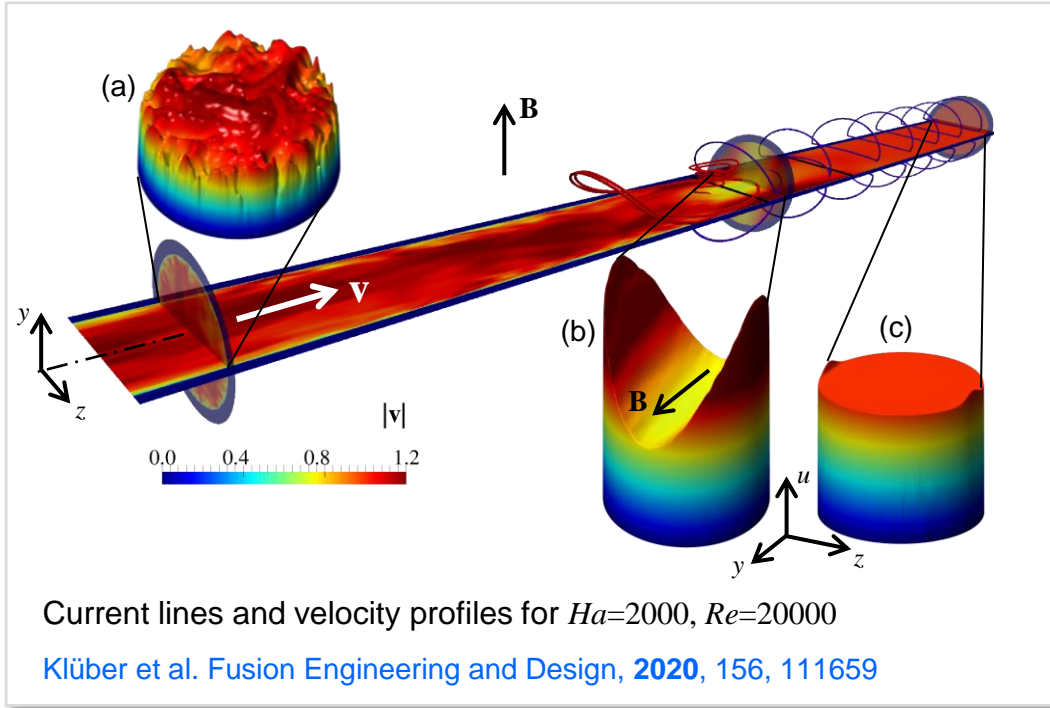 (a)
B
v
y
z
|v|
0.0 0.4 0.8 1.2
(b)
B
(c)
u
y
z
Current lines and velocity profiles for Ha=2000, Re=20000
Klüber et al. Fusion Engineering and Design, 2020, 156, 111659